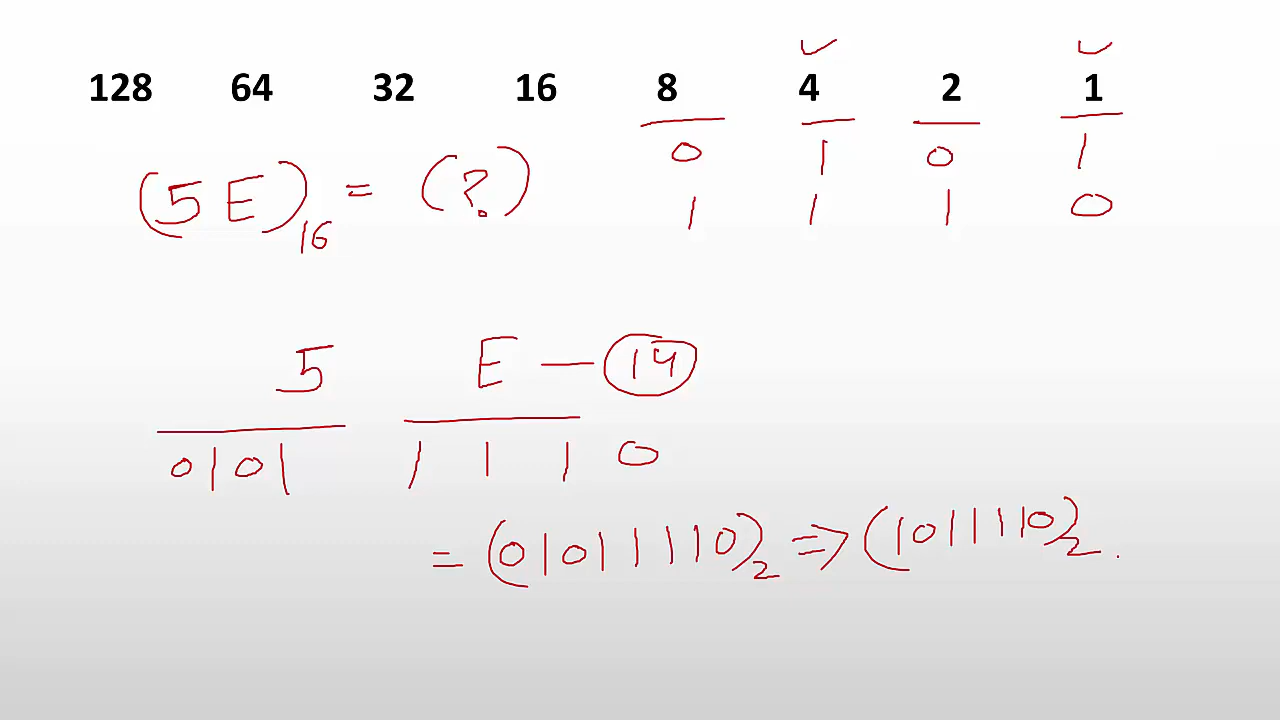 128 64 32 16 8 4 2 1
0 1 0 1
(5E)16 = (?) 1 1 1 0
5 E — 14
0101 1110
= (01011110)2 ⇒ (1011110)2.